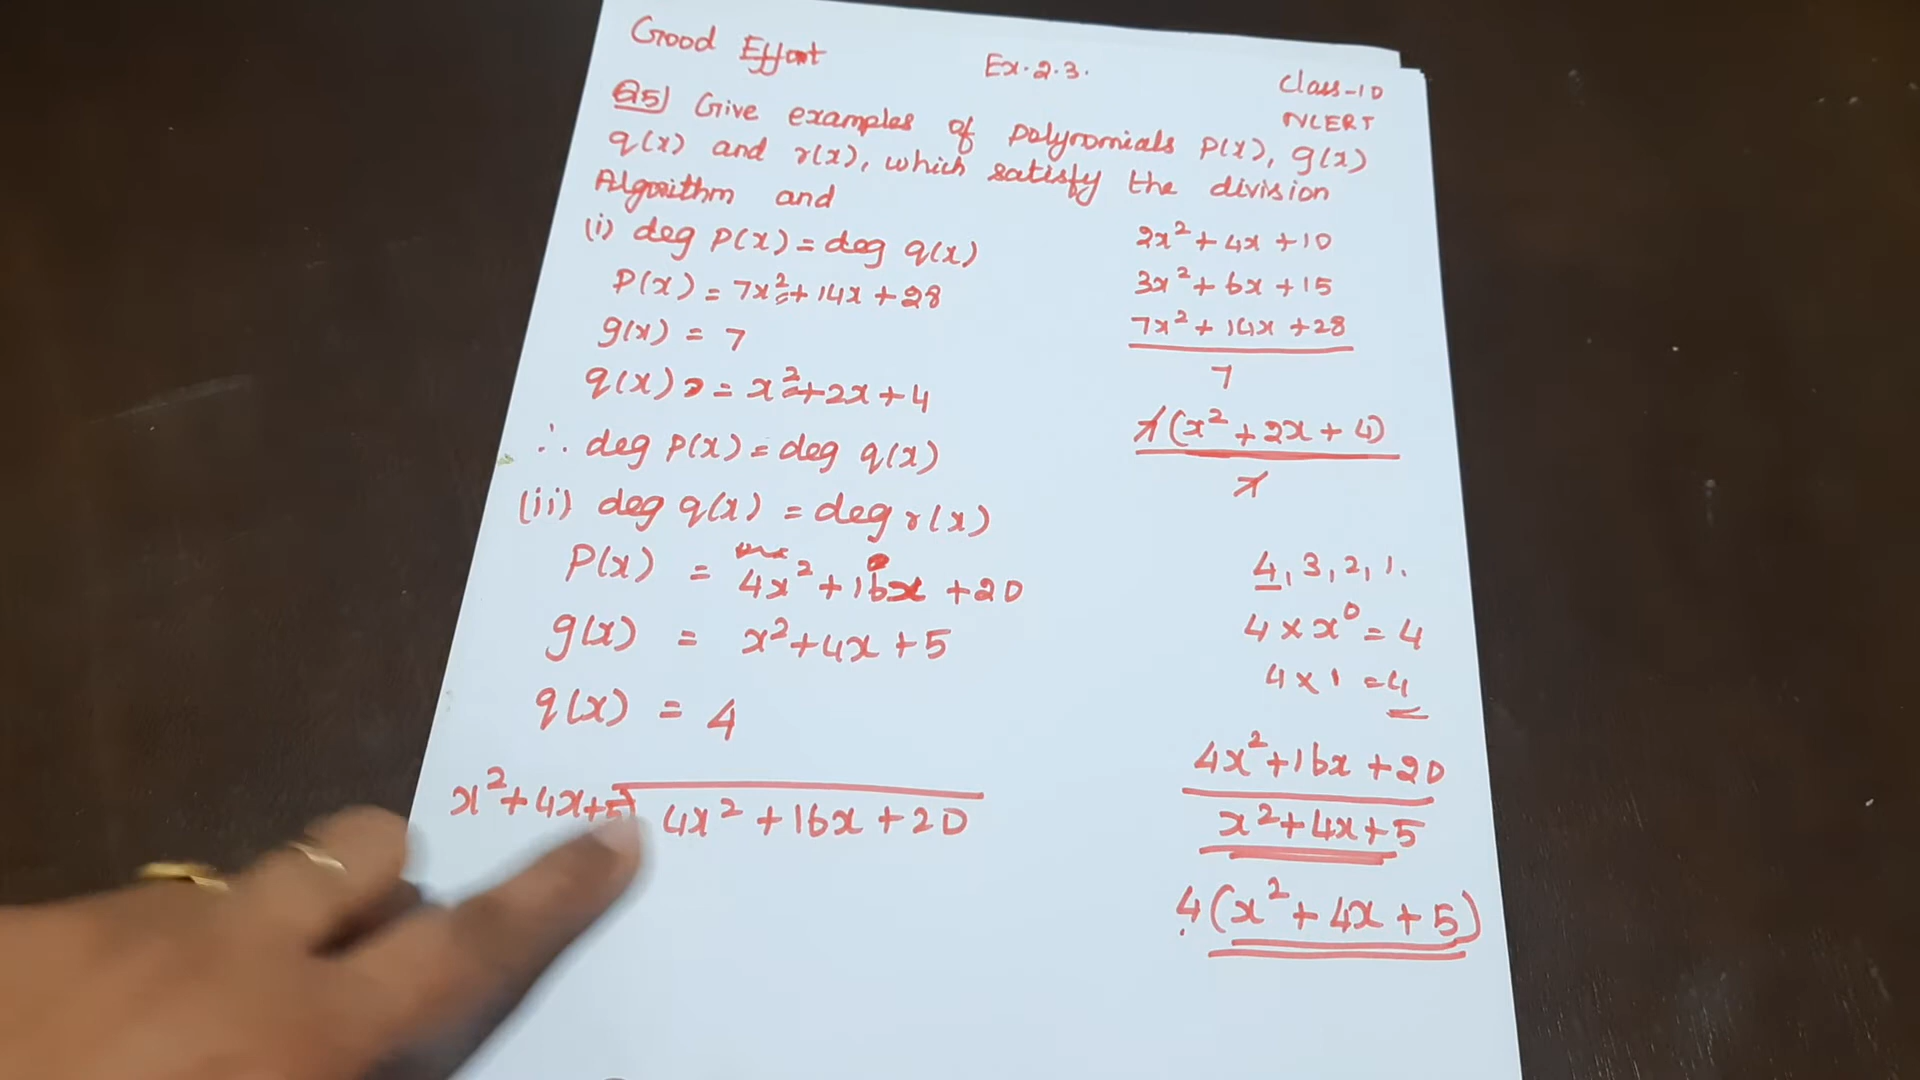 Good Effort
Ex.2.3.
Class-10
NCERT
Q5) Give examples of polynomials P(x), g(x)
q(x) and r(x), which satisfy the division
Algorithm and
(i) deg P(x) = deg q(x)
P(x) = 7x²+14x+28
g(x) = 7
q(x) = x²+2x+4
∴ deg P(x) = deg q(x)
(ii) deg q(x) = deg r(x)
P(x) = 4x²+16x+20
g(x) = x²+4x+5
q(x) = 4
x²+4x+5) 4x²+16x+20
2x²+4x+10
3x²+6x+15
7x²+14x+28
7
7(x²+2x+4)
7
4, 3, 2, 1.
4×x⁰=4
4×1=4
4x²+16x+20
x²+4x+5
4(x²+4x+5)